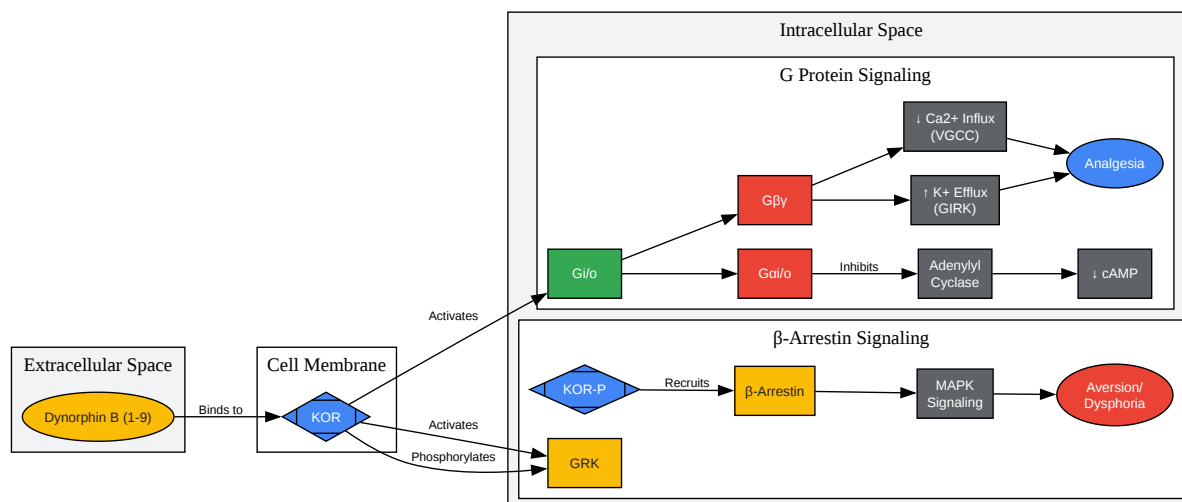 Intracellular Space
G Protein Signaling
↓ Ca2+ Influx
(VGCC)
Analgesia
Gβγ
↑ K+ Efflux
(GIRK)
Gi/o
Gαi/o
Inhibits
Adenylyl
Cyclase
↓ cAMP
Activates
β-Arrestin Signaling
Extracellular Space
Cell Membrane
KOR-P
Recruits
β-Arrestin
MAPK
Signaling
Aversion/
Dysphoria
Dynorphin B (1-9)
Binds to
KOR
Activates
Phosphorylates
GRK